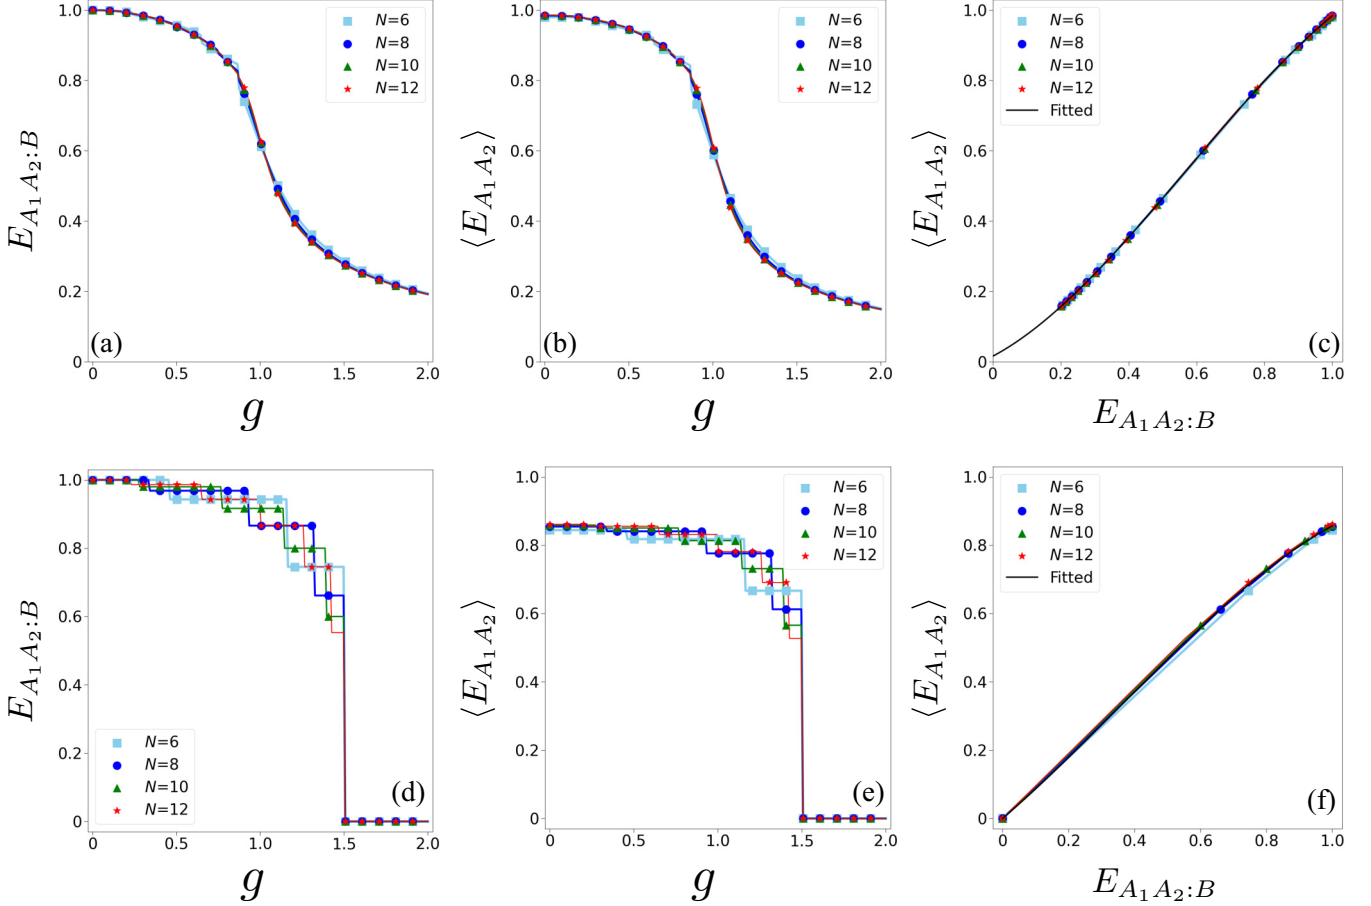 1.0
0.8
0.6
0.4
0.2
0
E_{A_1A_2:B}
N=6
N=8
N=10
N=12
(a)
0 0.5 1.0 1.5 2.0
g
1.0
0.8
0.6
0.4
0.2
0
⟨E_{A_1A_2}⟩
N=6
N=8
N=10
N=12
(b)
0 0.5 1.0 1.5 2.0
g
1.0
0.8
0.6
0.4
0.2
0
⟨E_{A_1A_2}⟩
N=6
N=8
N=10
N=12
Fitted
(c)
0 0.2 0.4 0.6 0.8 1.0
E_{A_1A_2:B}
1.0
0.8
0.6
0.4
0.2
0
E_{A_1A_2:B}
N=6
N=8
N=10
N=12
(d)
0 0.5 1.0 1.5 2.0
g
1.0
0.8
0.6
0.4
0.2
0
⟨E_{A_1A_2}⟩
N=6
N=8
N=10
N=12
(e)
0 0.5 1.0 1.5 2.0
g
1.0
0.8
0.6
0.4
0.2
0
⟨E_{A_1A_2}⟩
N=6
N=8
N=10
N=12
Fitted
(f)
0 0.2 0.4 0.6 0.8 1.0
E_{A_1A_2:B}